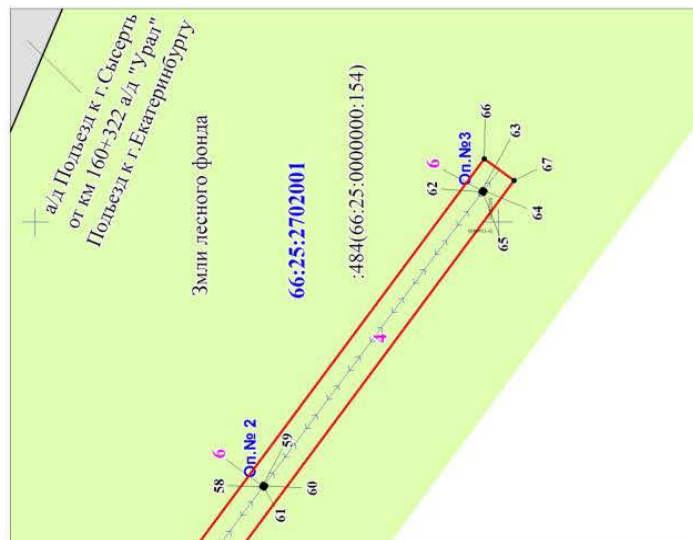 а/д Подъезд к г.Сысерть
от км 160+322 а/д "Урал"
Подъезд к г.Екатеринбургу
Змли лесного фонда
66:25:2702001
:484(66:25:0000000:154)
66
63
6
Оп.№3
62
67
64
65
4
6
Оп.№ 2
59
58
60
61